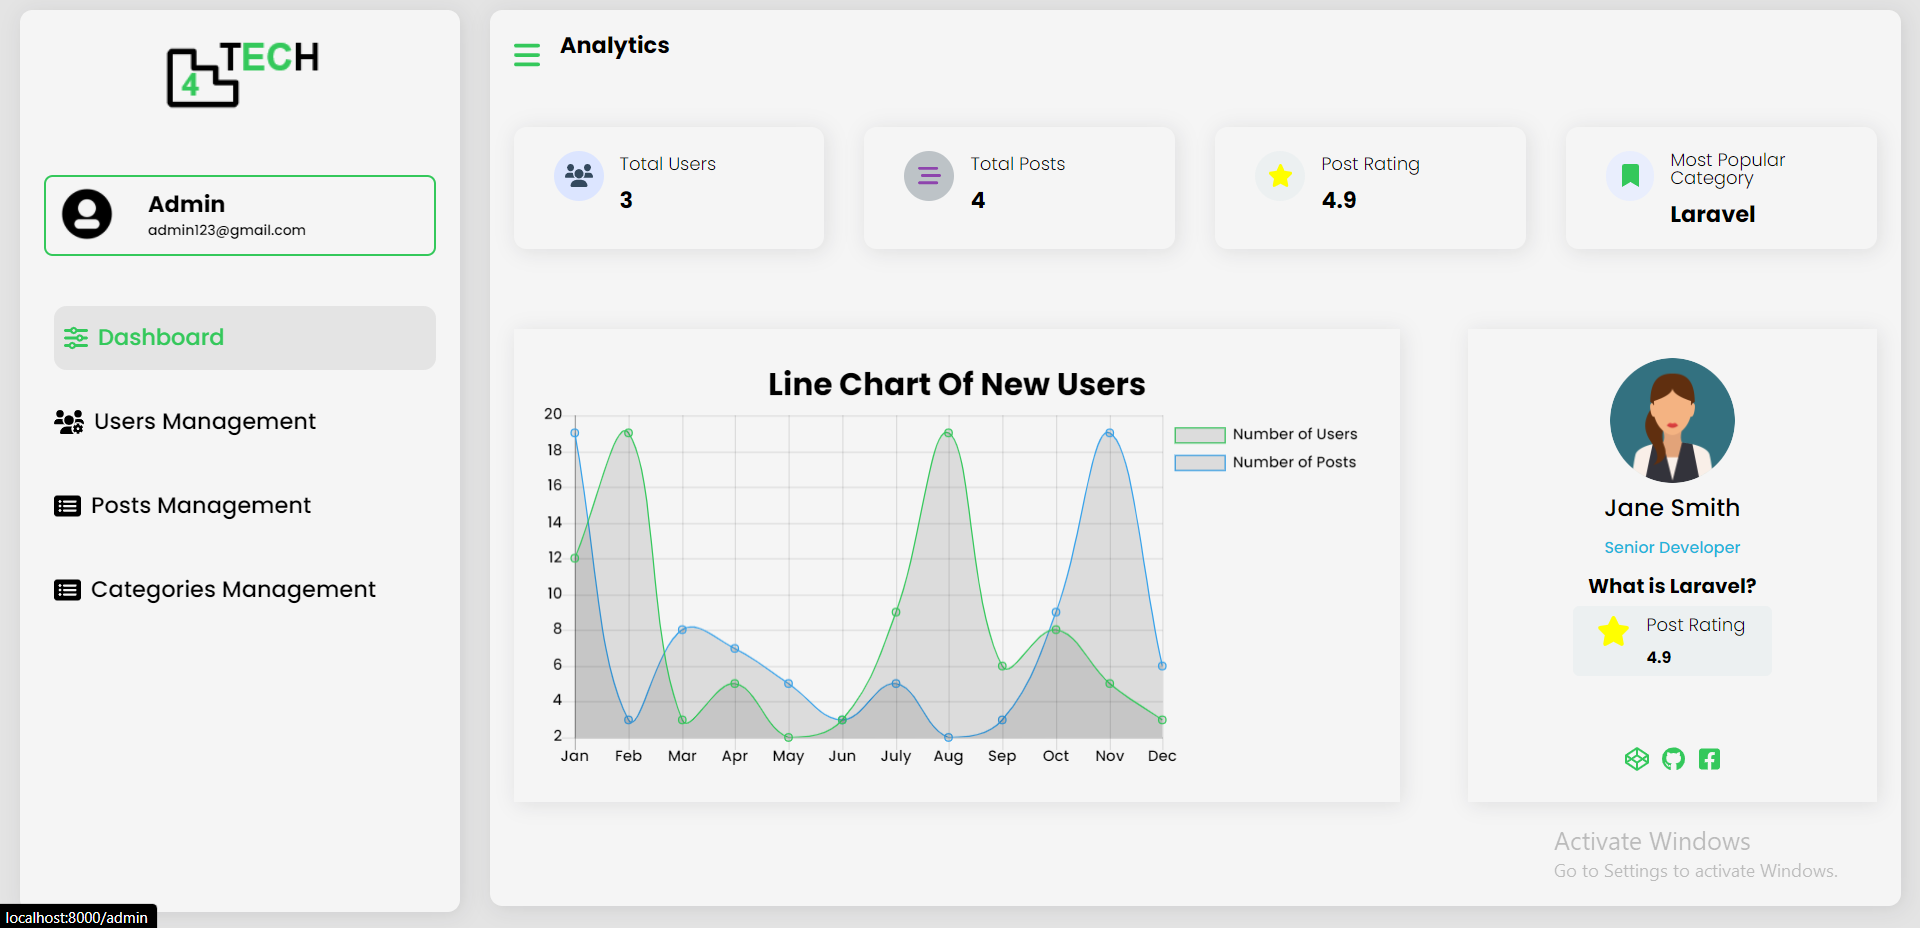 4 TECH
Admin
admin123@gmail.com
Dashboard
Users Management
Posts Management
Categories Management
Analytics
Total Users
3
Total Posts
4
Post Rating
4.9
Most Popular
Category
Laravel
Line Chart Of New Users
20
18
16
14
12
10
8
6
4
2
Jan Feb Mar Apr May Jun July Aug Sep Oct Nov Dec
Number of Users
Number of Posts
Jane Smith
Senior Developer
What is Laravel?
Post Rating
4.9
Activate Windows
Go to Settings to activate Windows.
localhost:8000/admin